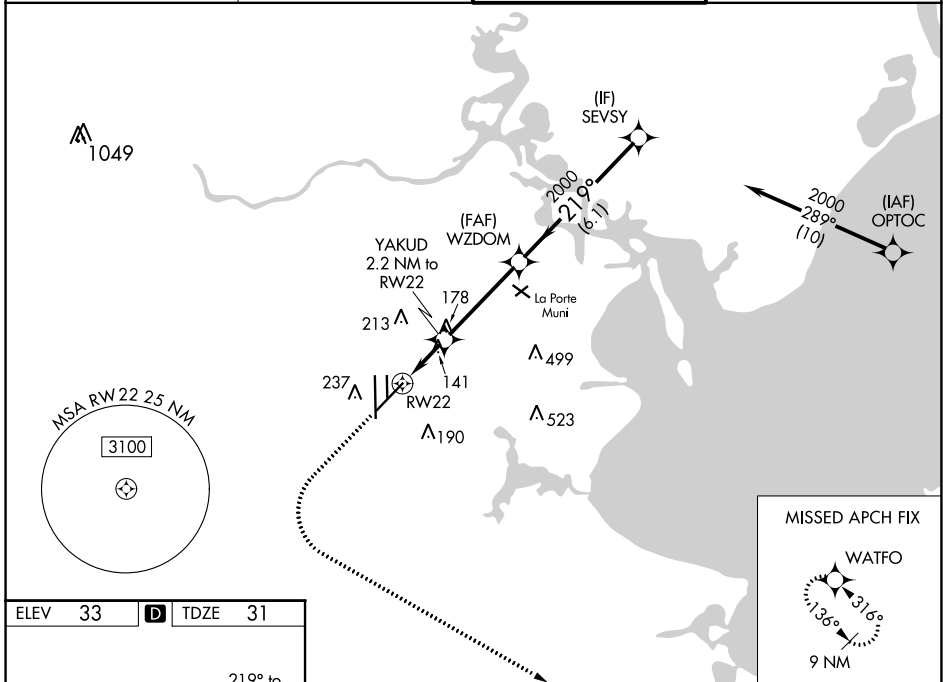 1049
(IF)
SEVSY
2000
219°
(6.1)
2000
289°
(10)
(IAF)
OPTOC
(FAF)
WZDOM
YAKUD
2.2 NM to
RW22
178
La Porte
Muni
213
499
141
237
RW22
523
190
MSA RW 22 25 NM
3100
MISSED APCH FIX
WATFO
136°
316°
9 NM
ELEV 33 D TDZE 31
219° to